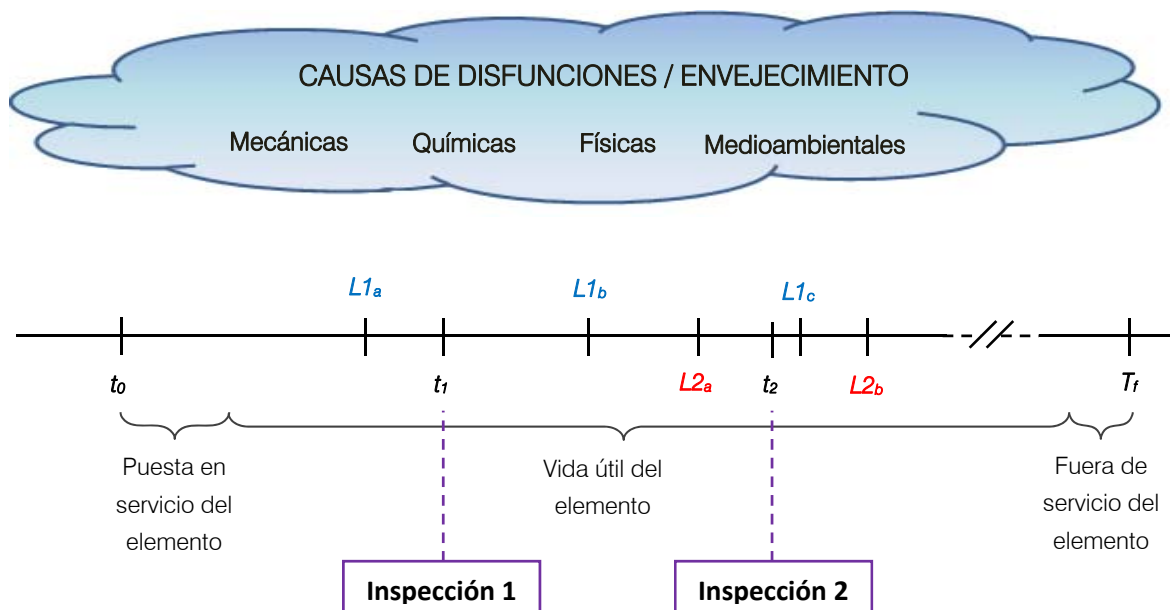 CAUSAS DE DISFUNCIONES / ENVEJECIMIENTO
Mecánicas Químicas Físicas Medioambientales
L1a L1b L1c
t0 t1 L2a t2 L2b Tf
Puesta en
servicio del
elemento
Vida útil del
elemento
Fuera de
servicio del
elemento
Inspección 1 Inspección 2